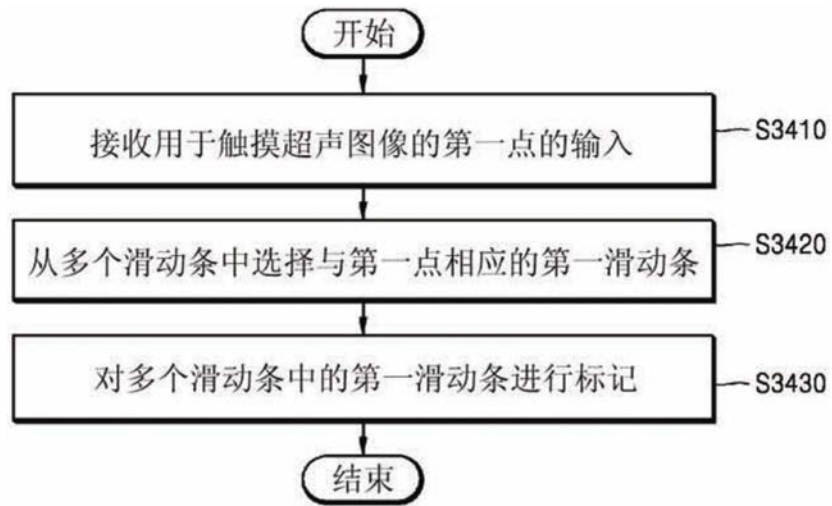 开始
接收用于触摸超声图像的第一点的输入
S3410
从多个滑动条中选择与第一点相应的第一滑动条
S3420
对多个滑动条中的第一滑动条进行标记
S3430
结束